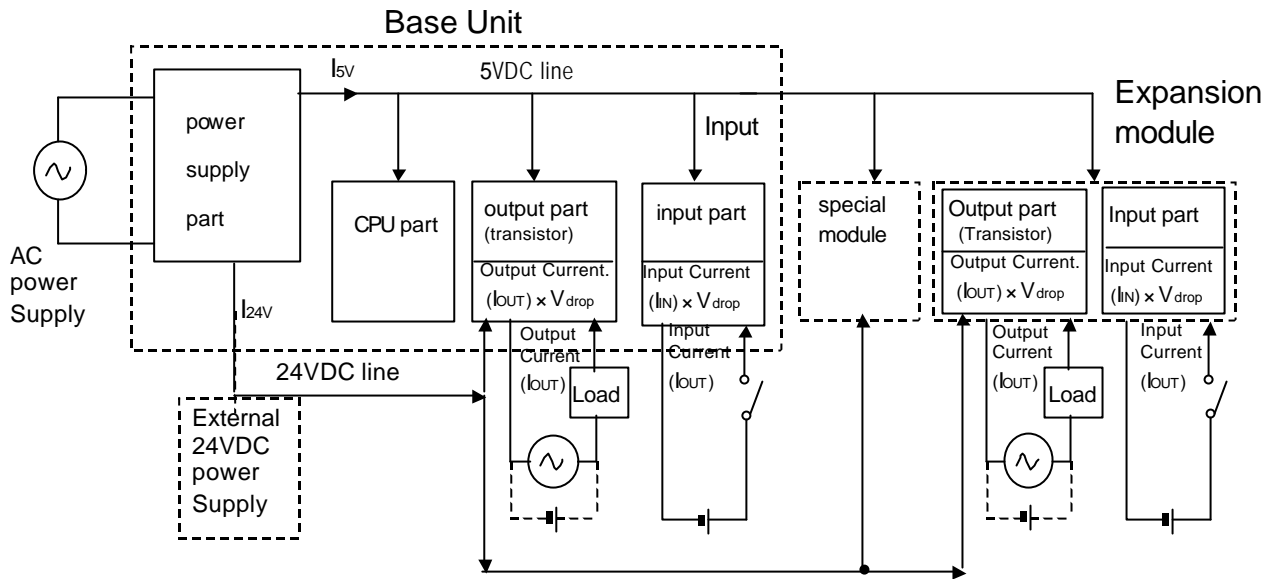 Base Unit
I5V
5VDC line
Expansion
module
Input
power
supply
part
CPU part
output part
(transistor)
Output Current.
(IOUT) × Vdrop
input part
Input Current
(IIN) × Vdrop
special
module
Output part
(Transistor)
Output Current.
(IOUT) × Vdrop
Input part
Input Current
(IIN) × Vdrop
AC
power
Supply
I24V
24VDC line
Output
Current
(IOUT)
Load
Input
Current
(IOUT)
Output
Current
(IOUT)
Load
Input
Current
(IOUT)
External
24VDC
power
Supply